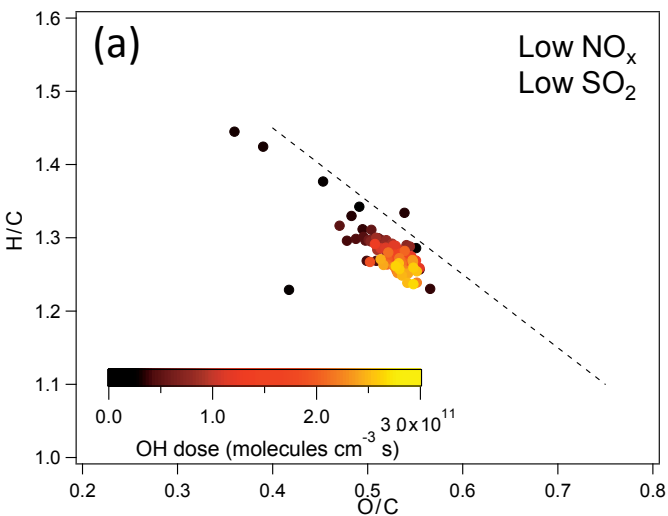 (a)
Low NOx
Low SO2
1.6
1.5
1.4
1.3
1.2
1.1
1.0
H/C
0.0 1.0 2.0 3.0x10^11
OH dose (molecules cm^-3 s)
0.2 0.3 0.4 0.5 0.6 0.7 0.8
O/C